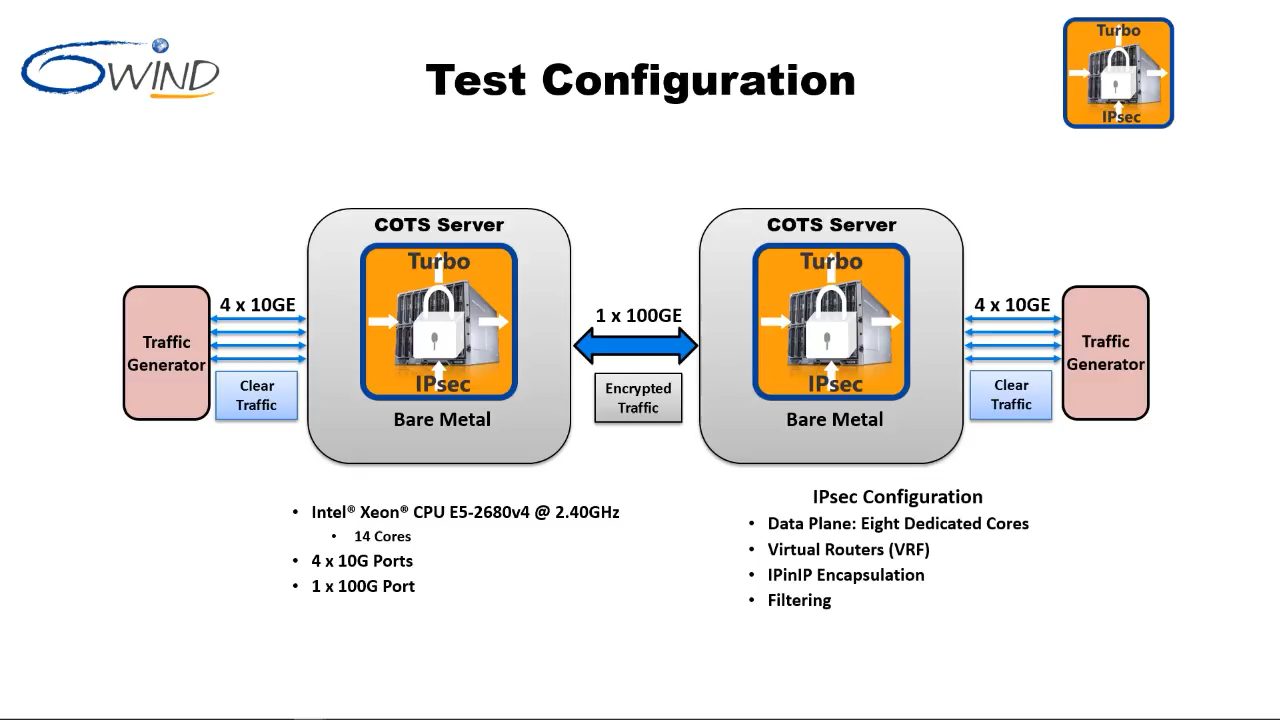 6WIND
Test Configuration
Turbo
IPsec
COTS Server
Turbo
IPsec
Bare Metal
COTS Server
Turbo
IPsec
Bare Metal
Traffic
Generator
4 x 10GE
Clear
Traffic
1 x 100GE
Encrypted
Traffic
4 x 10GE
Clear
Traffic
Traffic
Generator
• Intel® Xeon® CPU E5-2680v4 @ 2.40GHz
• 14 Cores
• 4 x 10G Ports
• 1 x 100G Port
IPsec Configuration
• Data Plane: Eight Dedicated Cores
• Virtual Routers (VRF)
• IPinIP Encapsulation
• Filtering